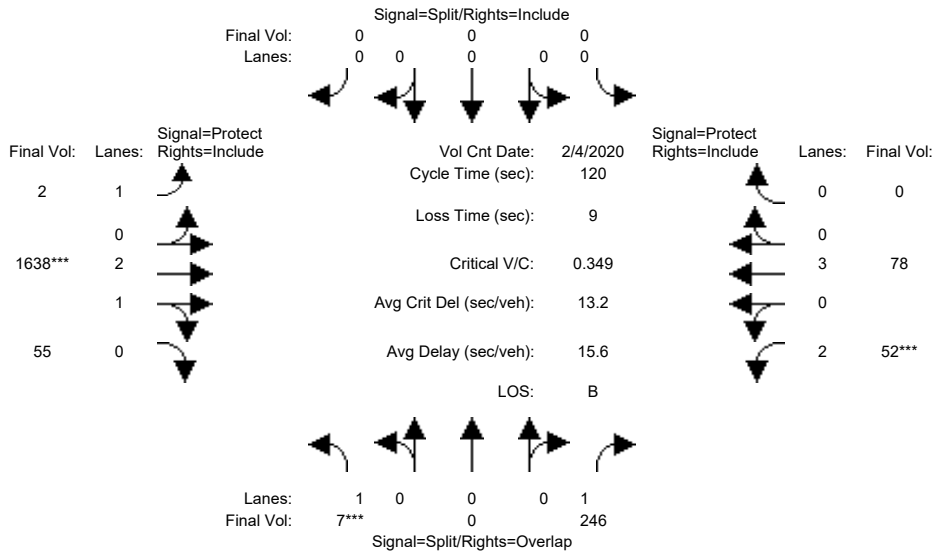 Signal=Split/Rights=Include
Final Vol: 0 0 0
Lanes: 0 0 0 0 0
Signal=Protect Signal=Protect
Final Vol: Lanes: Rights=Include Vol Cnt Date: 2/4/2020 Rights=Include Lanes: Final Vol:
Cycle Time (sec): 120
2 1 0 0
Loss Time (sec): 9
0 0
1638*** 2 Critical V/C: 0.349 3 78
1 Avg Crit Del (sec/veh): 13.2 0
55 0 Avg Delay (sec/veh): 15.6 2 52***
LOS: B
Lanes: 1 0 0 0 1
Final Vol: 7*** 0 246
Signal=Split/Rights=Overlap